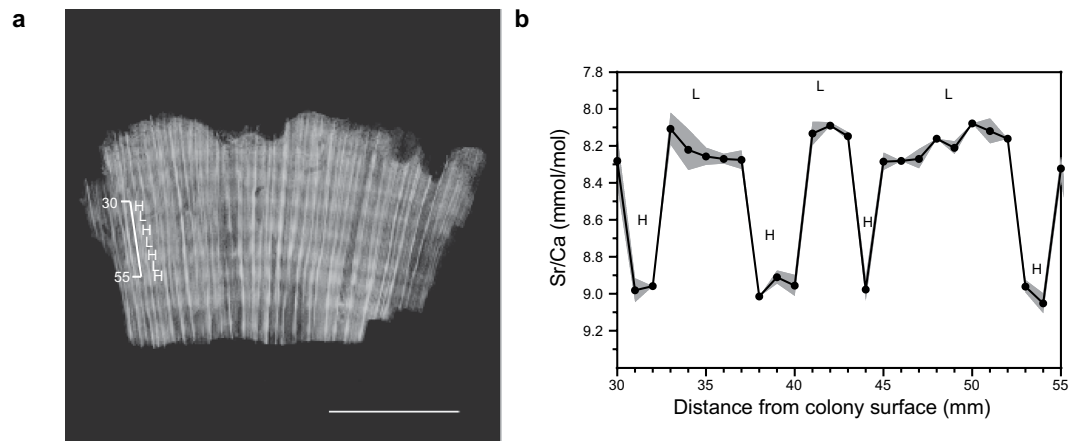 a
30
H
L
H
L
H
L
H
55
b
Sr/Ca (mmol/mol)
7.8
8.0
8.2
8.4
8.6
8.8
9.0
9.2
L
L
L
H
H
H
H
30
35
40
45
50
55
Distance from colony surface (mm)